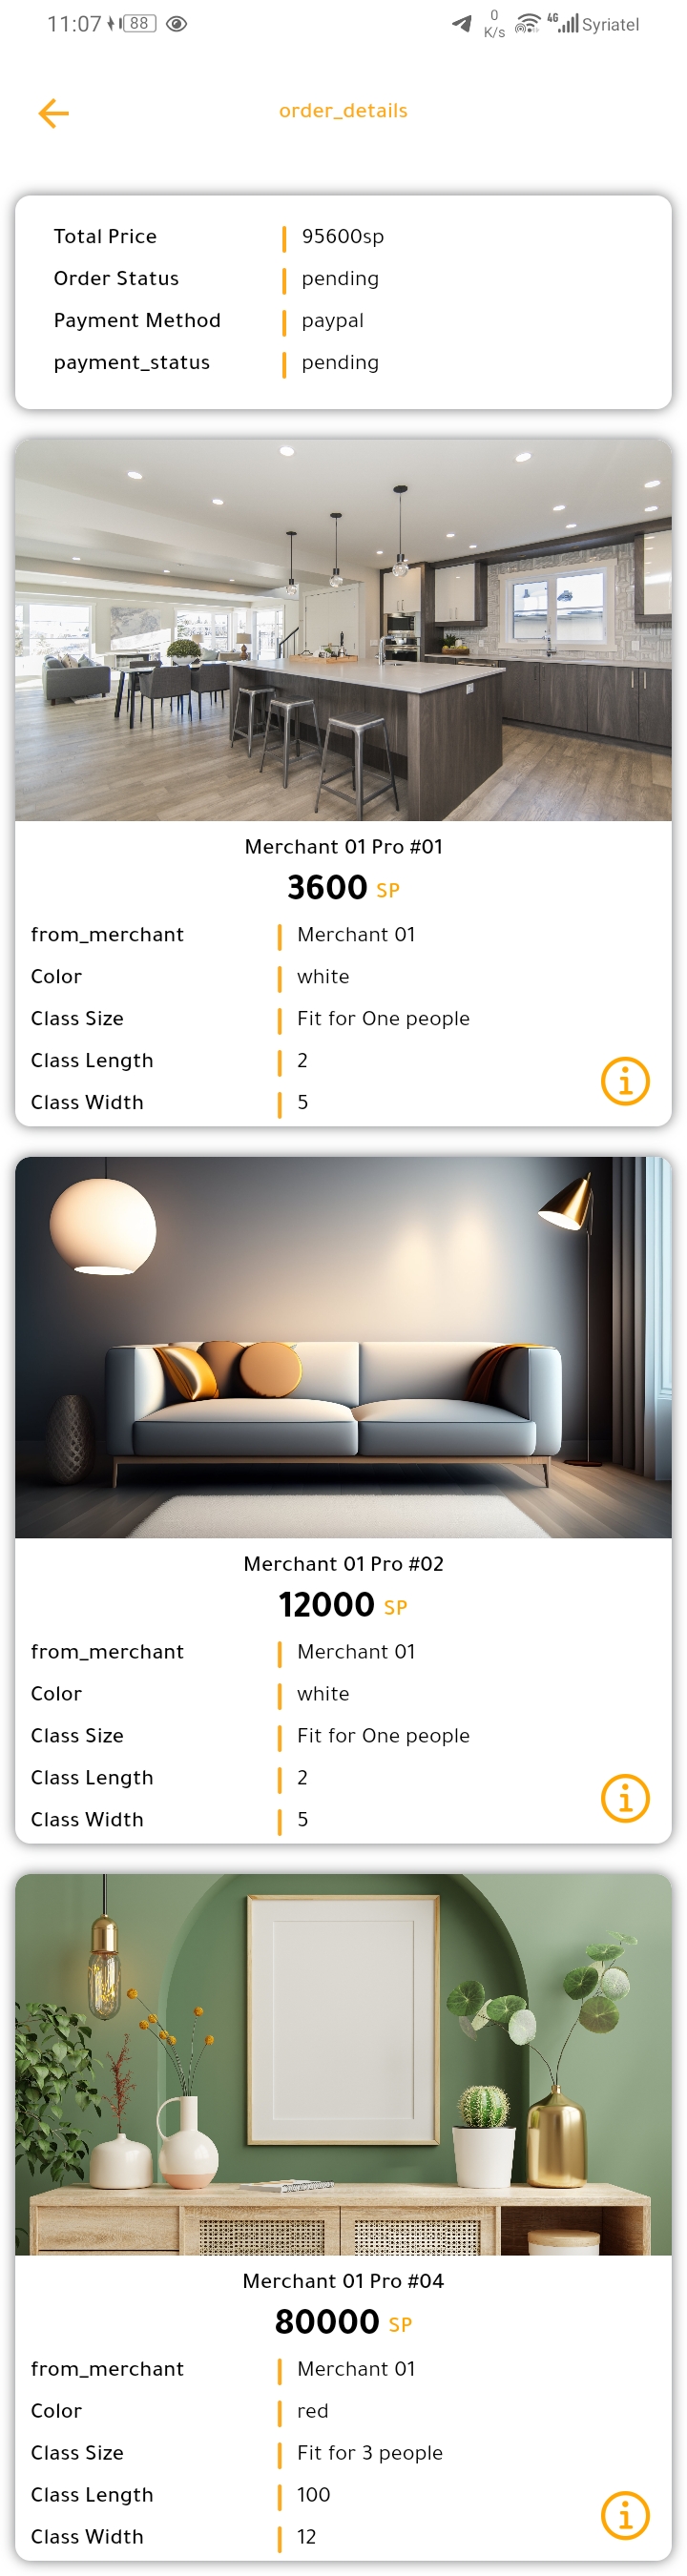 11:07 88 0 K/s 4G Syriatel
order_details
Total Price 95600sp
Order Status pending
Payment Method paypal
payment_status pending
Merchant 01 Pro #01
3600 SP
from_merchant Merchant 01
Color white
Class Size Fit for One people
Class Length 2
Class Width 5
Merchant 01 Pro #02
12000 SP
from_merchant Merchant 01
Color white
Class Size Fit for One people
Class Length 2
Class Width 5
Merchant 01 Pro #04
80000 SP
from_merchant Merchant 01
Color red
Class Size Fit for 3 people
Class Length 100
Class Width 12